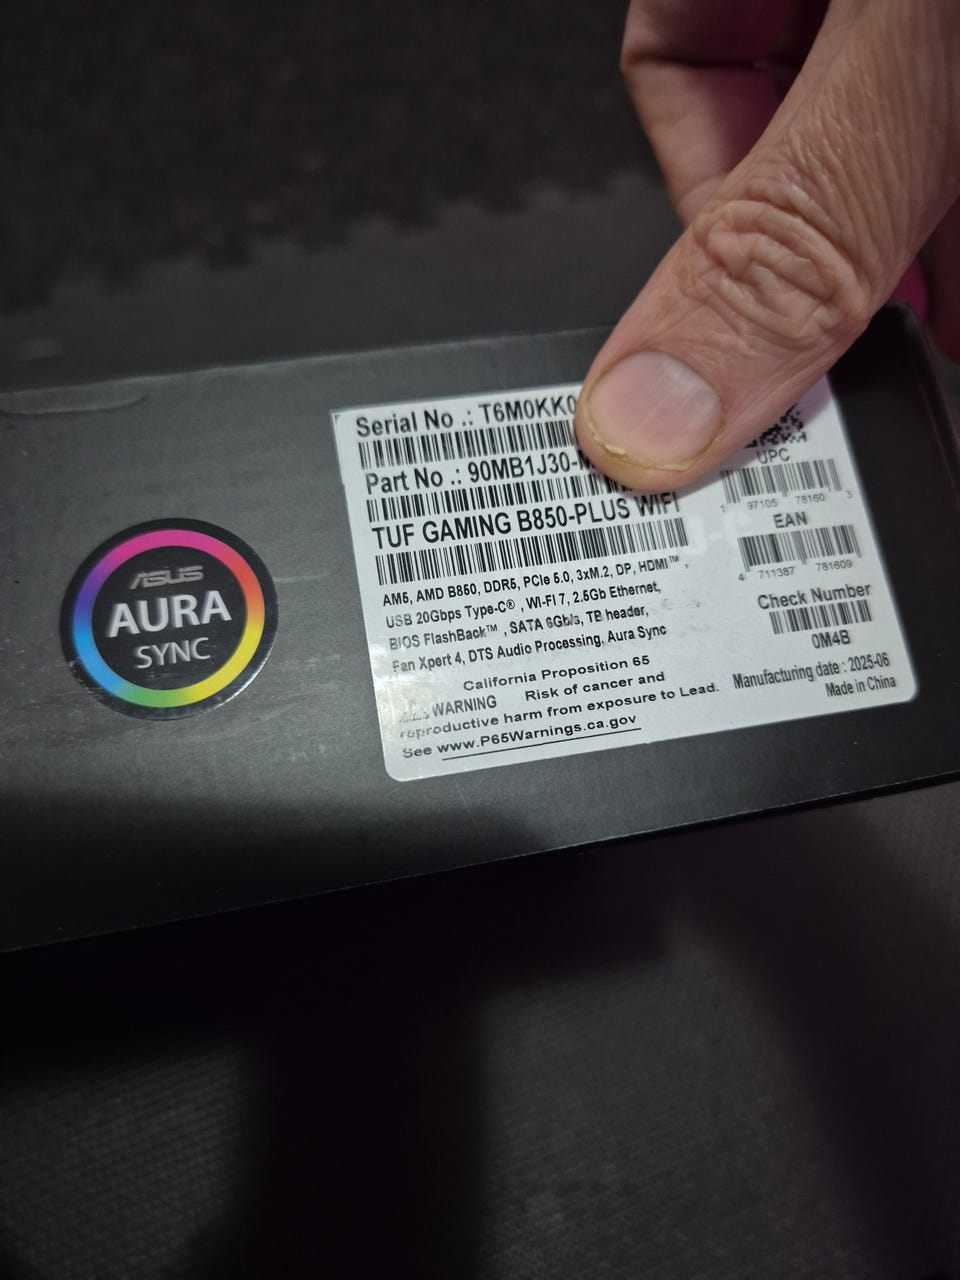 Serial No .: T6M0KK0
Part No .: 90MB1J30-
TUF GAMING B850-PLUS WIFI
AM5, AMD B850, DDR5, PCIe 5.0, 3xM.2, DP, HDMI™ ,
USB 20Gbps Type-C® , Wi-Fi 7, 2.5Gb Ethernet,
BIOS FlashBack™ , SATA 6Gb/s, TB header,
Fan Xpert 4, DTS Audio Processing, Aura Sync
California Proposition 65
WARNING Risk of cancer and
reproductive harm from exposure to Lead.
See www.P65Warnings.ca.gov
UPC
1 97105 78160 3
EAN
4 711387 781609
Check Number
0M4B
Manufacturing date : 2025-06
Made in China
ASUS
AURA
SYNC